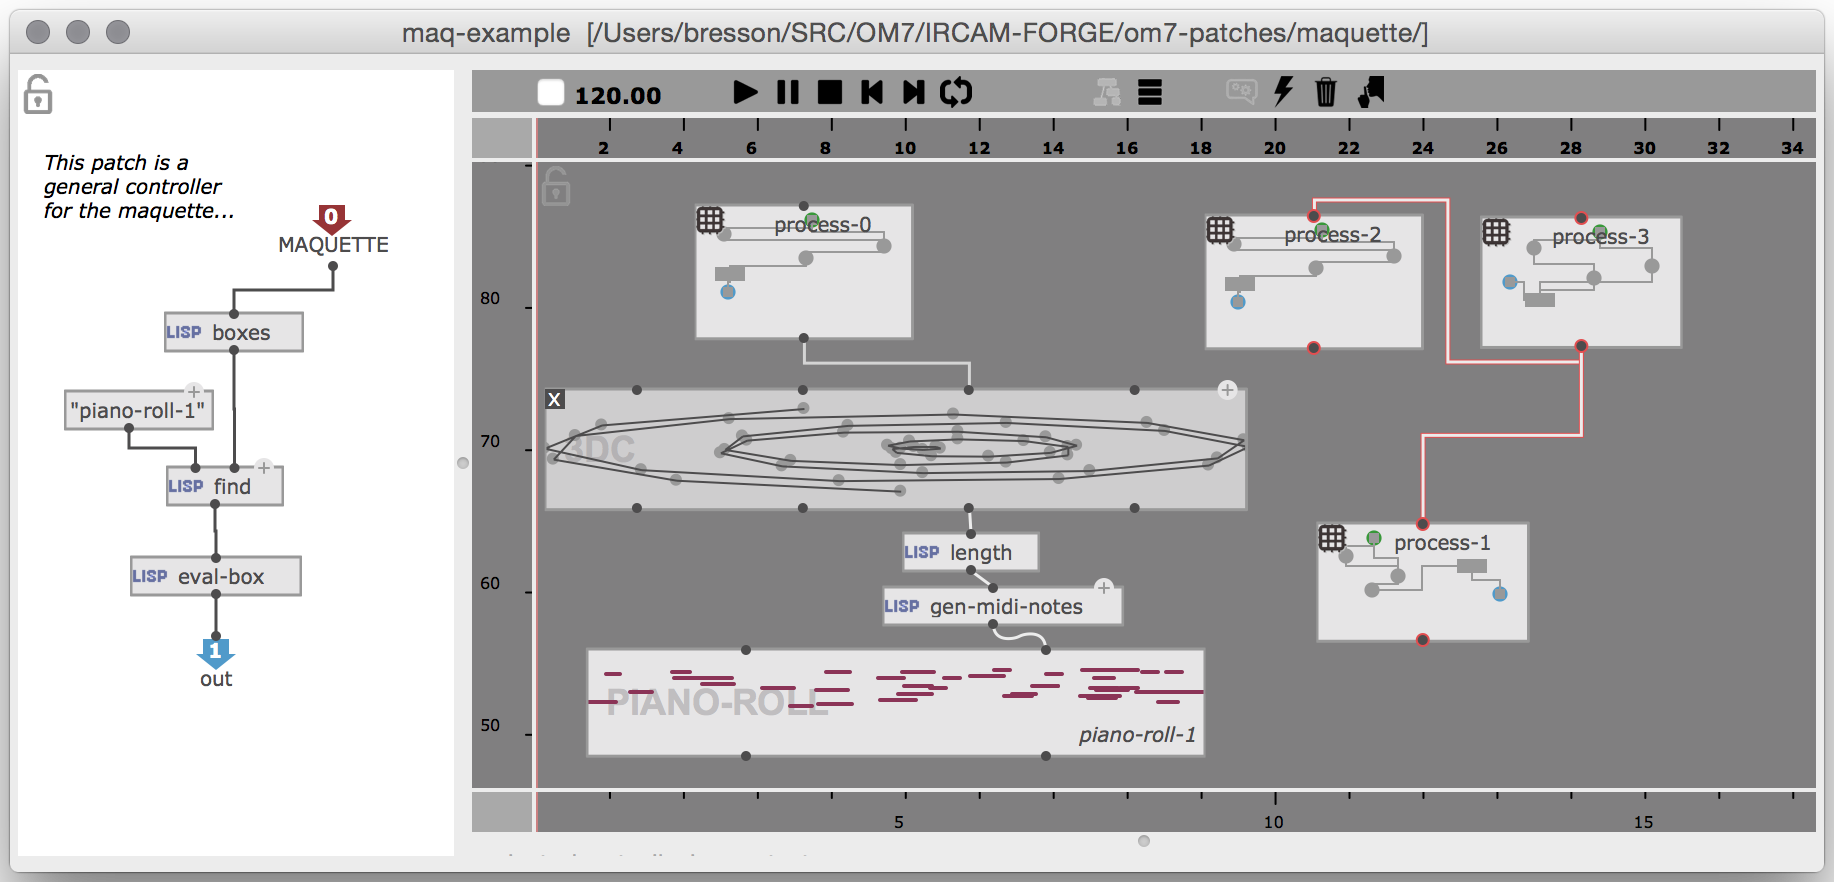 maq-example [/Users/bresson/SRC/OM7/IRCAM-FORGE/om7-patches/maquette/]
This patch is a
general controller
for the maquette...
0
MAQUETTE
LISP boxes
"piano-roll-1"
LISP find
LISP eval-box
1
out
120.00
2 4 6 8 10 12 14 16 18 20 22 24 26 28 30 32 34
80
70
60
50
process-0
process-2
process-3
X
3DC
LISP length
LISP gen-midi-notes
process-1
PIANO-ROLL
piano-roll-1
5 10 15